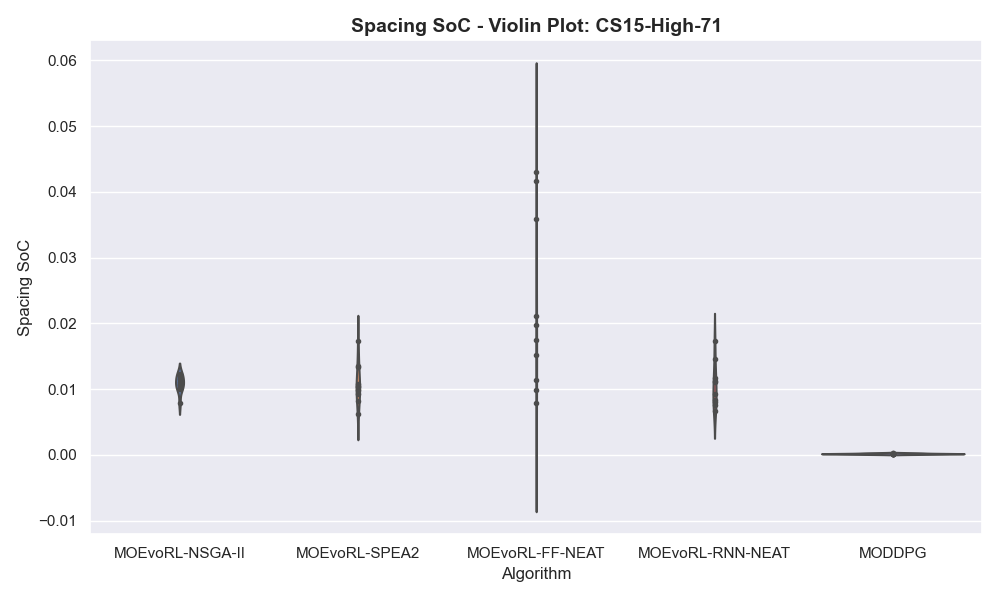 Spacing SoC - Violin Plot: CS15-High-71
Spacing SoC
0.06
0.05
0.04
0.03
0.02
0.01
0.00
−0.01
MOEvoRL-NSGA-II
MOEvoRL-SPEA2
MOEvoRL-FF-NEAT
MOEvoRL-RNN-NEAT
MODDPG
Algorithm